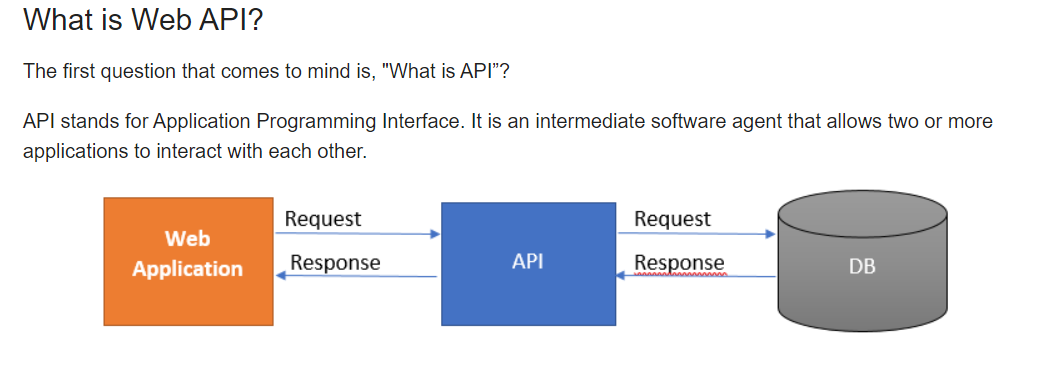 What is Web API?
The first question that comes to mind is, "What is API”?
API stands for Application Programming Interface. It is an intermediate software agent that allows two or more
applications to interact with each other.
Web
Application
Request
Response
API
Request
Response
DB